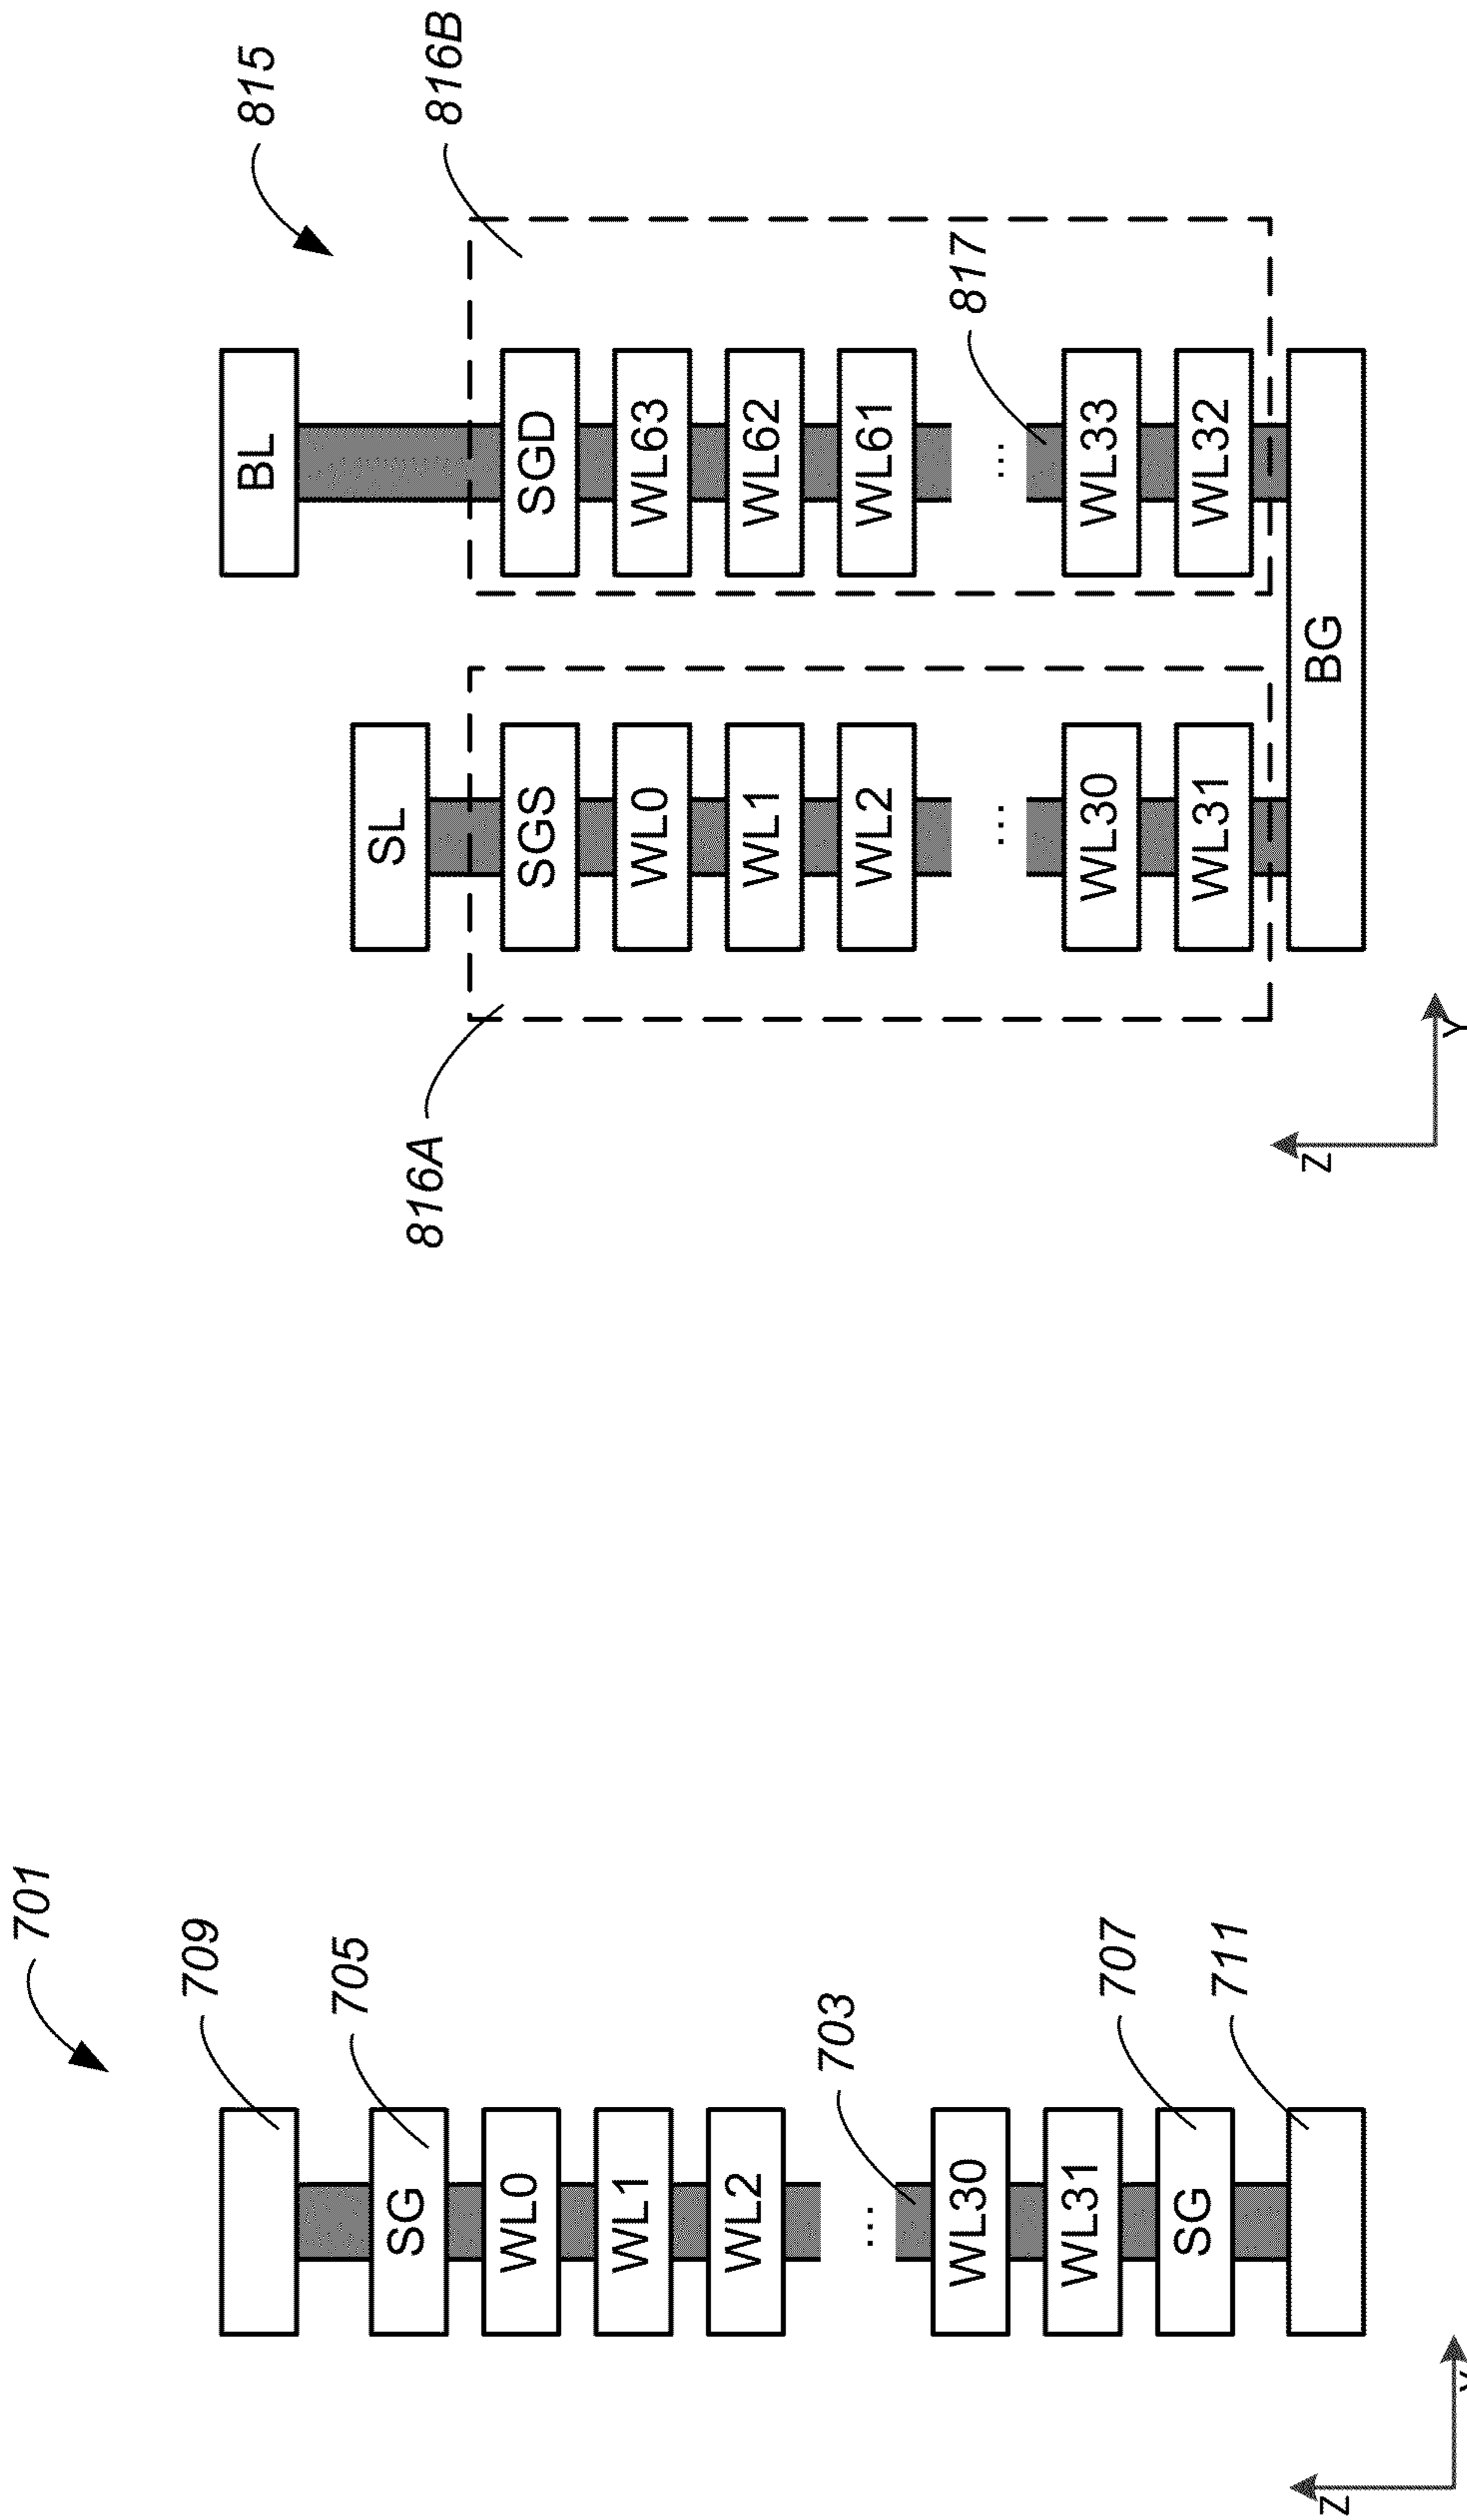 701
709
705
SG
WL0
WL1
WL2
703
...
WL30
WL31
707
SG
711
Z
815
BL
SL
816A
816B
SGS
SGD
WL0
WL63
WL1
WL62
WL2
WL61
817
...
...
WL30
WL33
WL31
WL32
BG
Z
Y